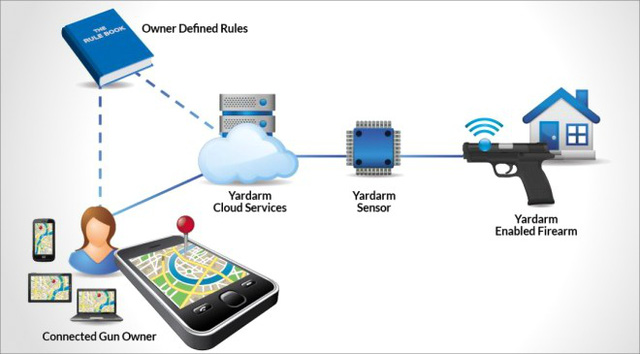 THE
RULE BOOK
Owner Defined Rules
Yardarm
Cloud Services
Yardarm
Sensor
Yardarm
Enabled Firearm
Connected Gun Owner